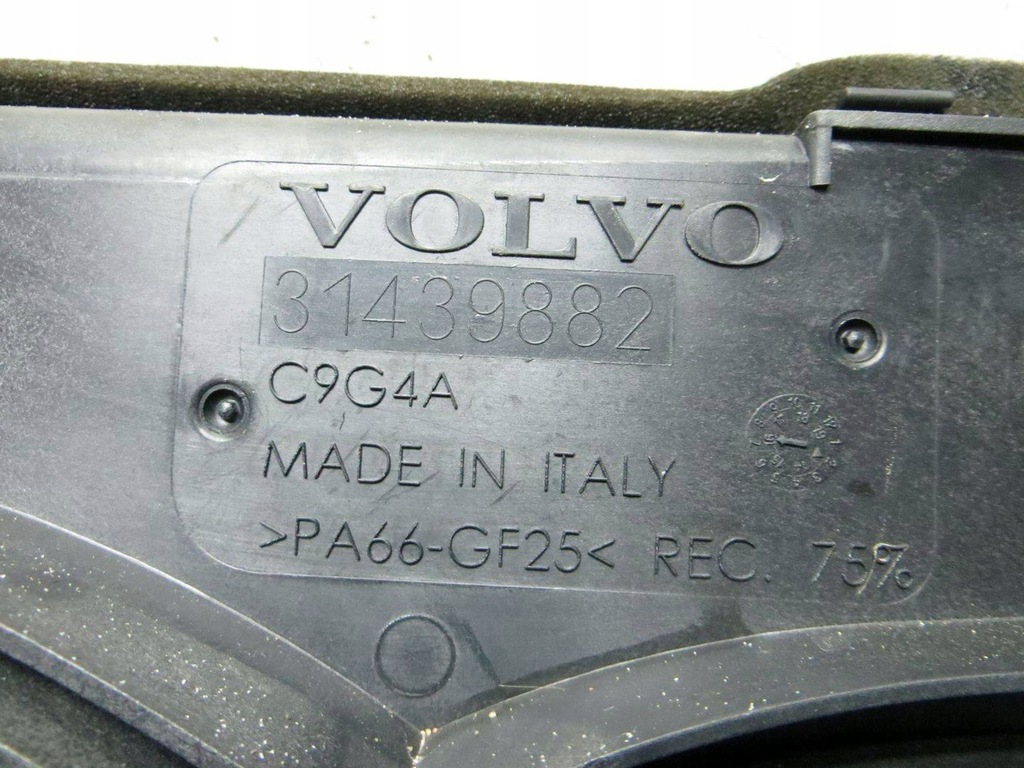 VOLVO
31439882
C9G4A
MADE IN ITALY
>PA66-GF25< REC. 75%